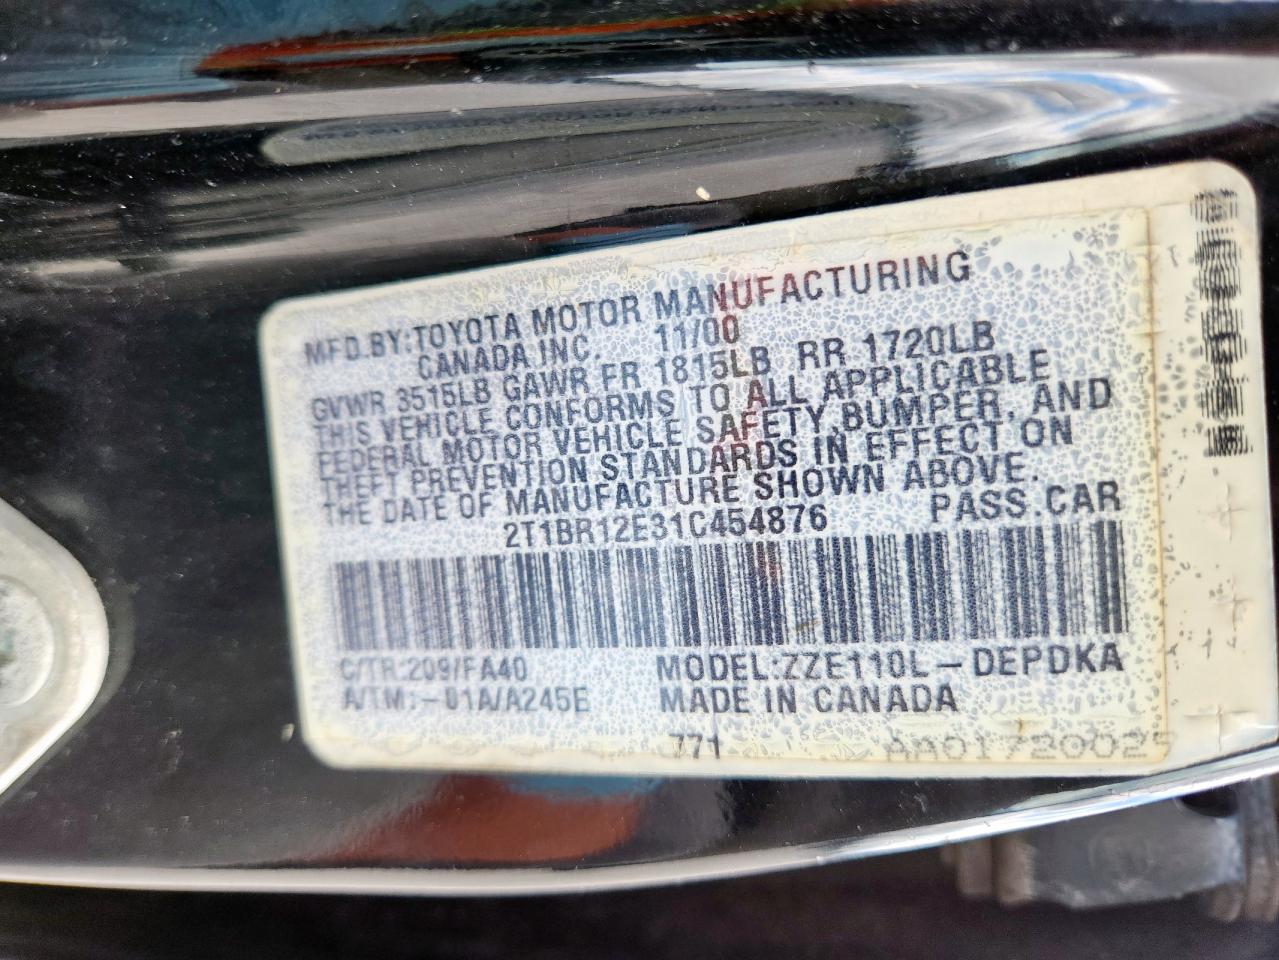 MFD.BY:TOYOTA MOTOR MANUFACTURING
CANADA,INC. 11/00
GVWR 3515LB GAWR FR 1815LB RR 1720LB
THIS VEHICLE CONFORMS TO ALL APPLICABLE
FEDERAL MOTOR VEHICLE SAFETY,BUMPER, AND
THEFT PREVENTION STANDARDS IN EFFECT ON
THE DATE OF MANUFACTURE SHOWN ABOVE.
2T1BR12E31C454876 PASS.CAR
C/TR:209/FA40 MODEL:ZZE110L-DEPDKA
A/TM:-01A/A245E MADE IN CANADA
771